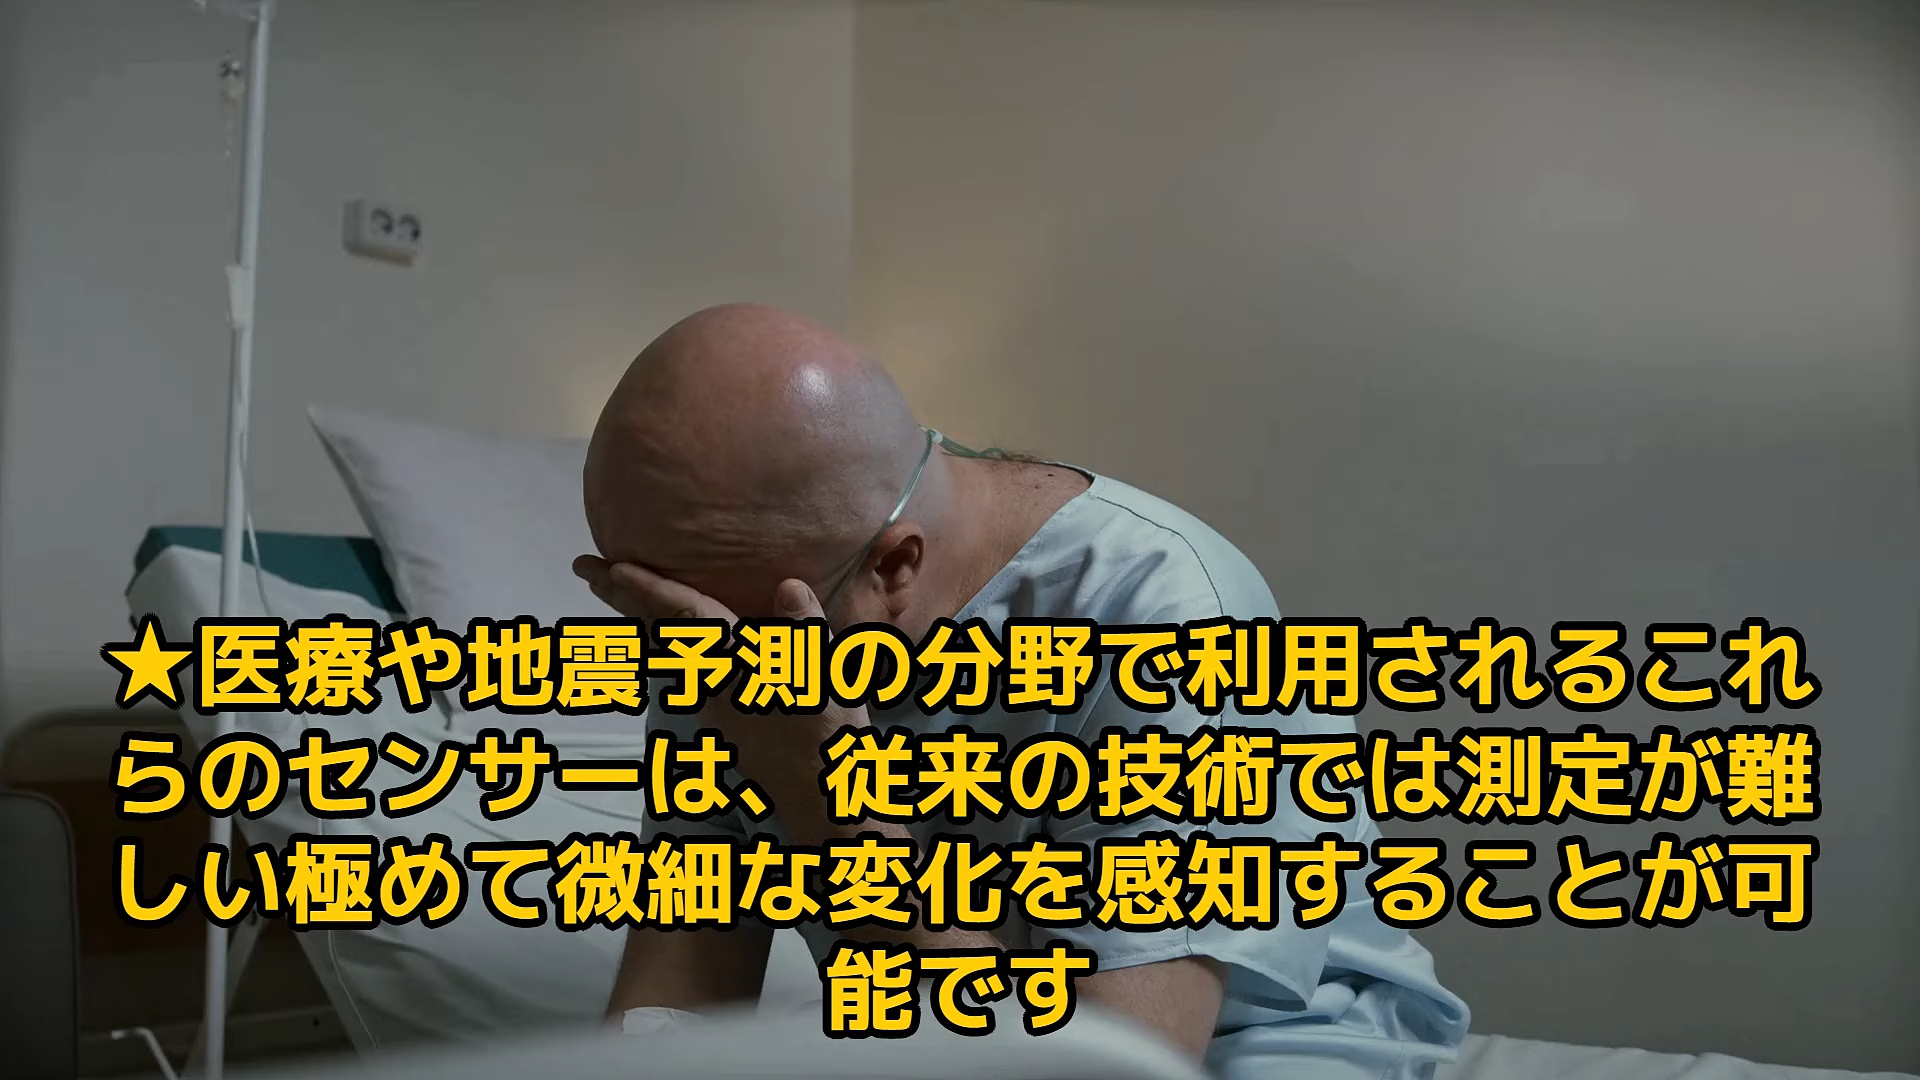 ★医療や地震予測の分野で利用されるこれ
らのセンサーは、従来の技術では測定が難
しい極めて微細な変化を感知することが可
能です